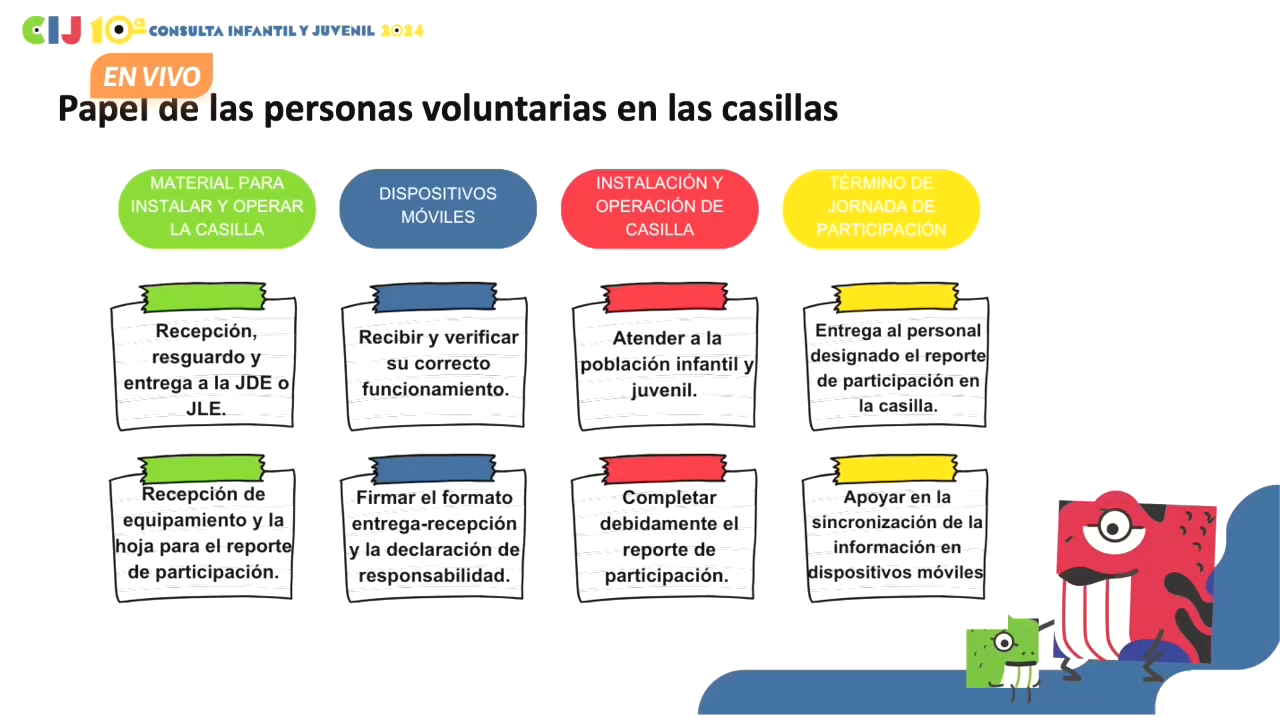 CIJ 10ª CONSULTA INFANTIL Y JUVENIL 2024
EN VIVO
Papel de las personas voluntarias en las casillas
MATERIAL PARA
INSTALAR Y OPERAR
LA CASILLA
DISPOSITIVOS
MÓVILES
INSTALACIÓN Y
OPERACIÓN DE
CASILLA
TÉRMINO DE
JORNADA DE
PARTICIPACIÓN
Recepción,
resguardo y
entrega a la JDE o
JLE.
Recibir y verificar
su correcto
funcionamiento.
Atender a la
población infantil y
juvenil.
Entrega al personal
designado el reporte
de participación en
la casilla.
Recepción de
equipamiento y la
hoja para el reporte
de participación.
Firmar el formato
entrega-recepción
y la declaración de
responsabilidad.
Completar
debidamente el
reporte de
participación.
Apoyar en la
sincronización de la
información en
dispositivos móviles